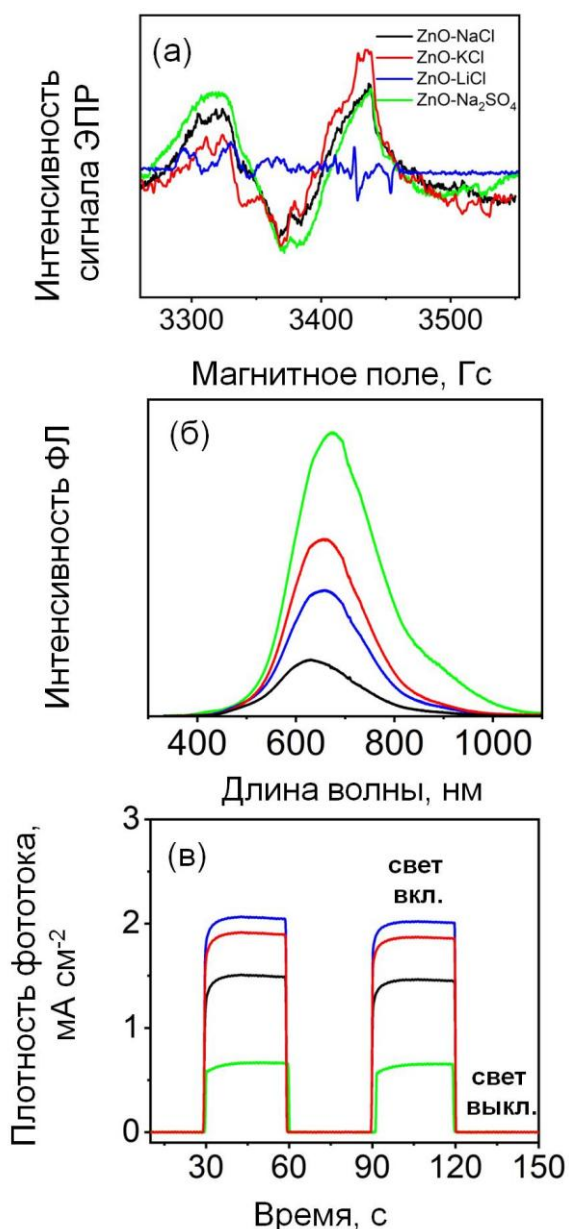 (а)
ZnO-NaCl
ZnO-KCl
ZnO-LiCl
ZnO-Na₂SO₄
Интенсивность
сигнала ЭПР
3300 3400 3500
Магнитное поле, Гс
(б)
Интенсивность ФЛ
400 600 800 1000
Длина волны, нм
(в)
свет
вкл.
свет
выкл.
Плотность фототока,
мА см⁻²
3
2
1
0
30 60 90 120 150
Время, с